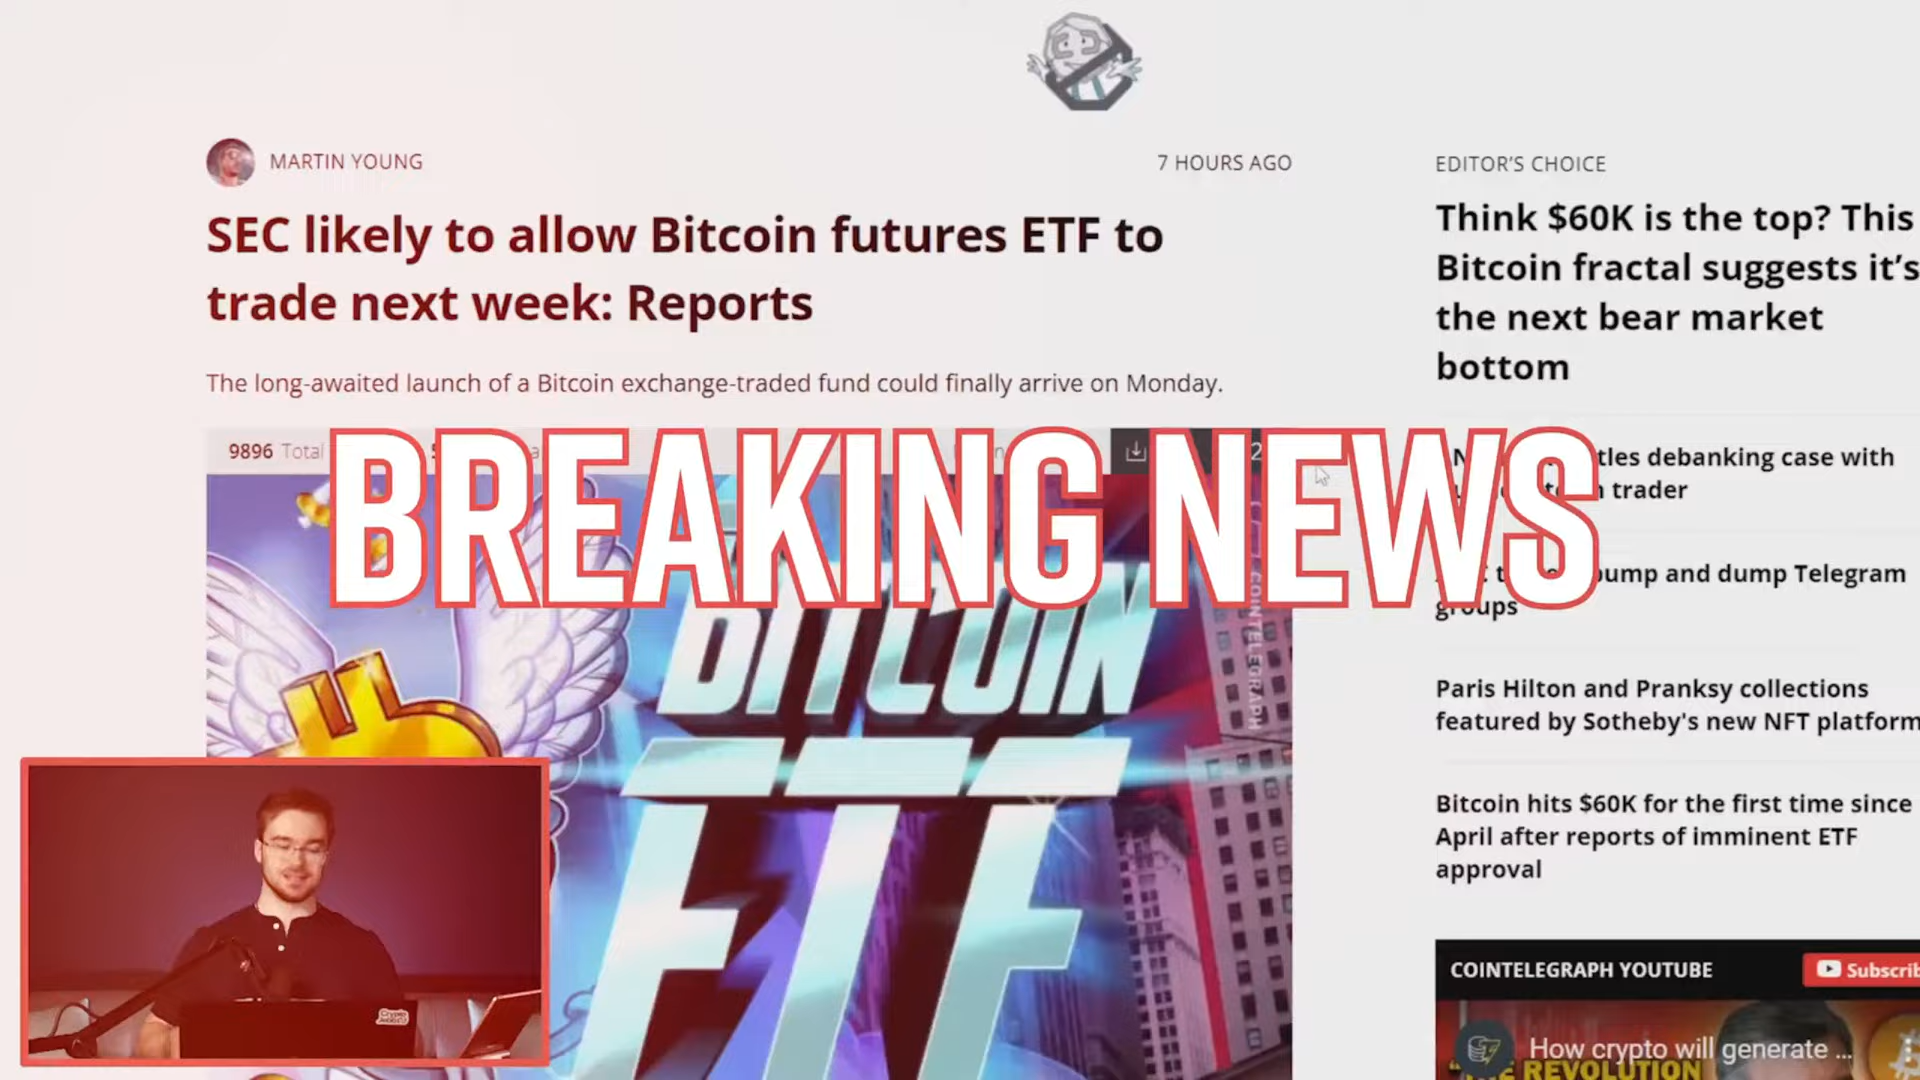 MARTIN YOUNG
7 HOURS AGO
SEC likely to allow Bitcoin futures ETF to
trade next week: Reports
The long-awaited launch of a Bitcoin exchange-traded fund could finally arrive on Monday.
9896 Total
BREAKING NEWS
BITCOIN
ETF
COINTELEGRAPH
EDITOR'S CHOICE
Think $60K is the top? This
Bitcoin fractal suggests it's
the next bear market
bottom
debanking case with
trader
pump and dump Telegram
groups
Paris Hilton and Pranksy collections
featured by Sotheby's new NFT platform
Bitcoin hits $60K for the first time since
April after reports of imminent ETF
approval
COINTELEGRAPH YOUTUBE
Subscrib
How crypto will generate ...
REVOLUTION